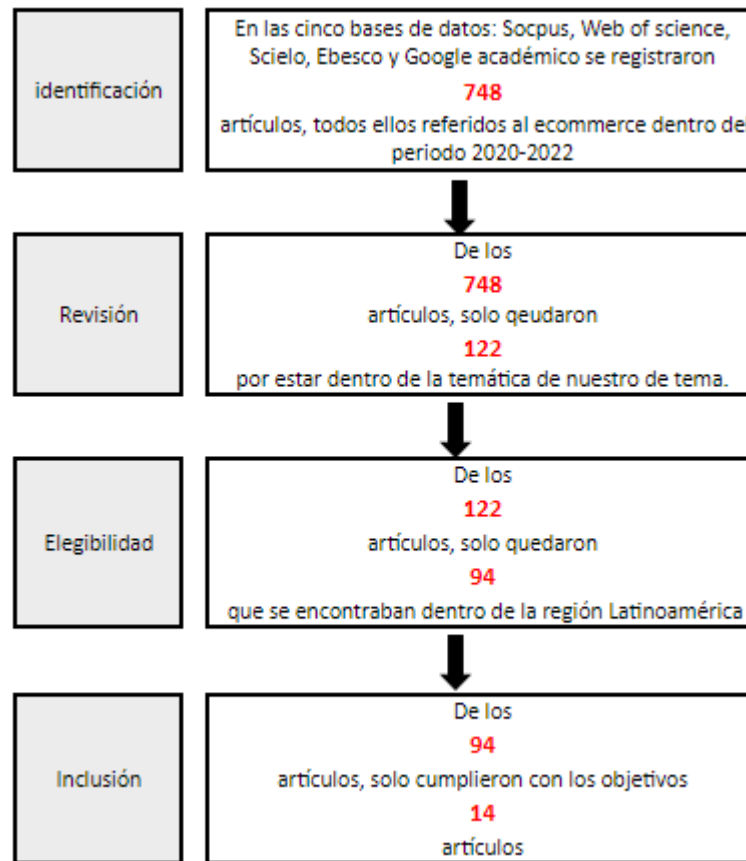 identificación
En las cinco bases de datos: Socpus, Web of science,
Scielo, Ebesco y Google académico se registraron
748
artículos, todos ellos referidos al ecommerce dentro del
periodo 2020-2022
Revisión
De los
748
artículos, solo qeudaron
122
por estar dentro de la temática de nuestro de tema.
Elegibilidad
De los
122
artículos, solo quedaron
94
que se encontraban dentro de la región Latinoamérica
Inclusión
De los
94
artículos, solo cumplieron con los objetivos
14
artículos